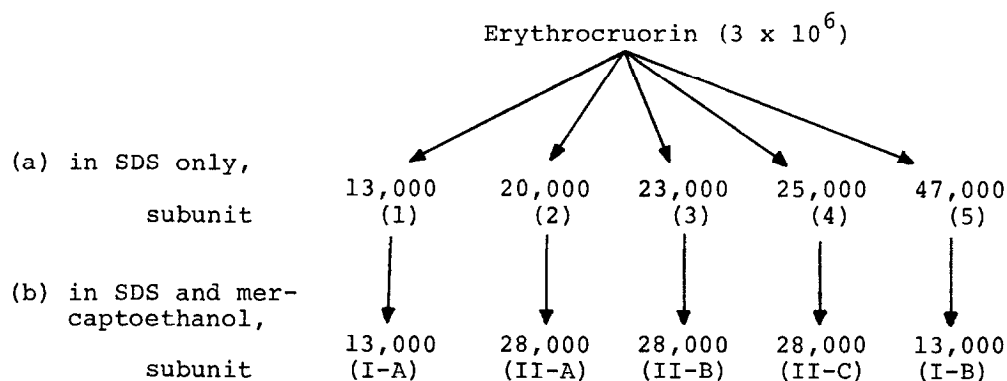 Erythrocruorin (3 x 10^6)
(a) in SDS only,
13,000 20,000 23,000 25,000 47,000
subunit (1) (2) (3) (4) (5)
(b) in SDS and mer-
captoethanol,
13,000 28,000 28,000 28,000 13,000
subunit (I-A) (II-A) (II-B) (II-C) (I-B)